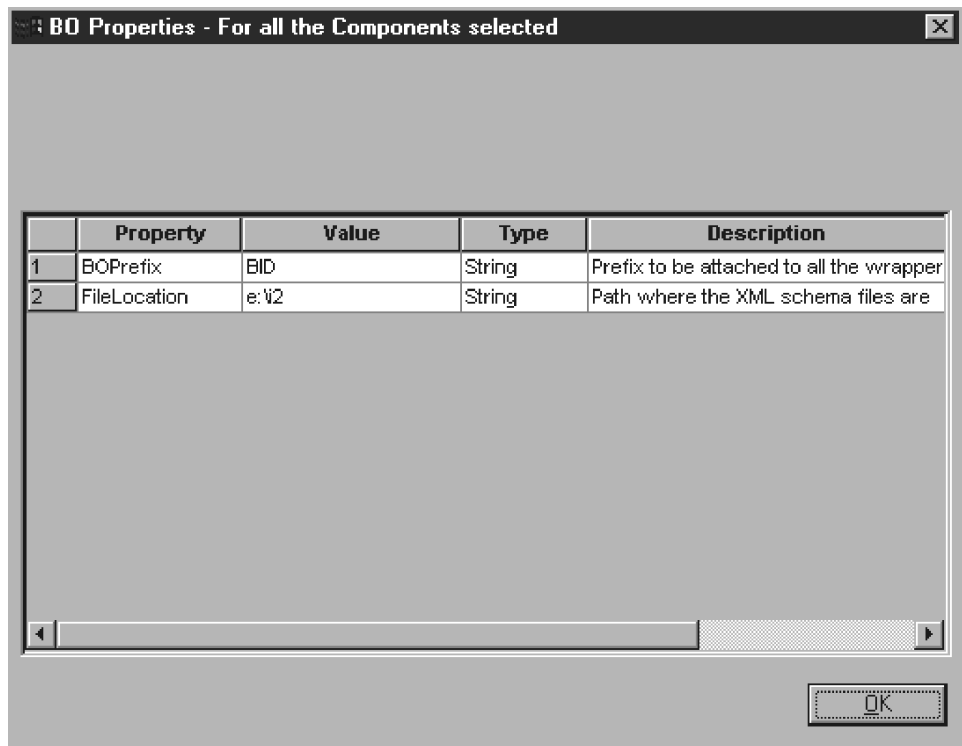 BO Properties - For all the Components selected
Property Value Type Description
1 BOPrefix BID String Prefix to be attached to all the wrapper
2 FileLocation e:\i2 String Path where the XML schema files are
OK